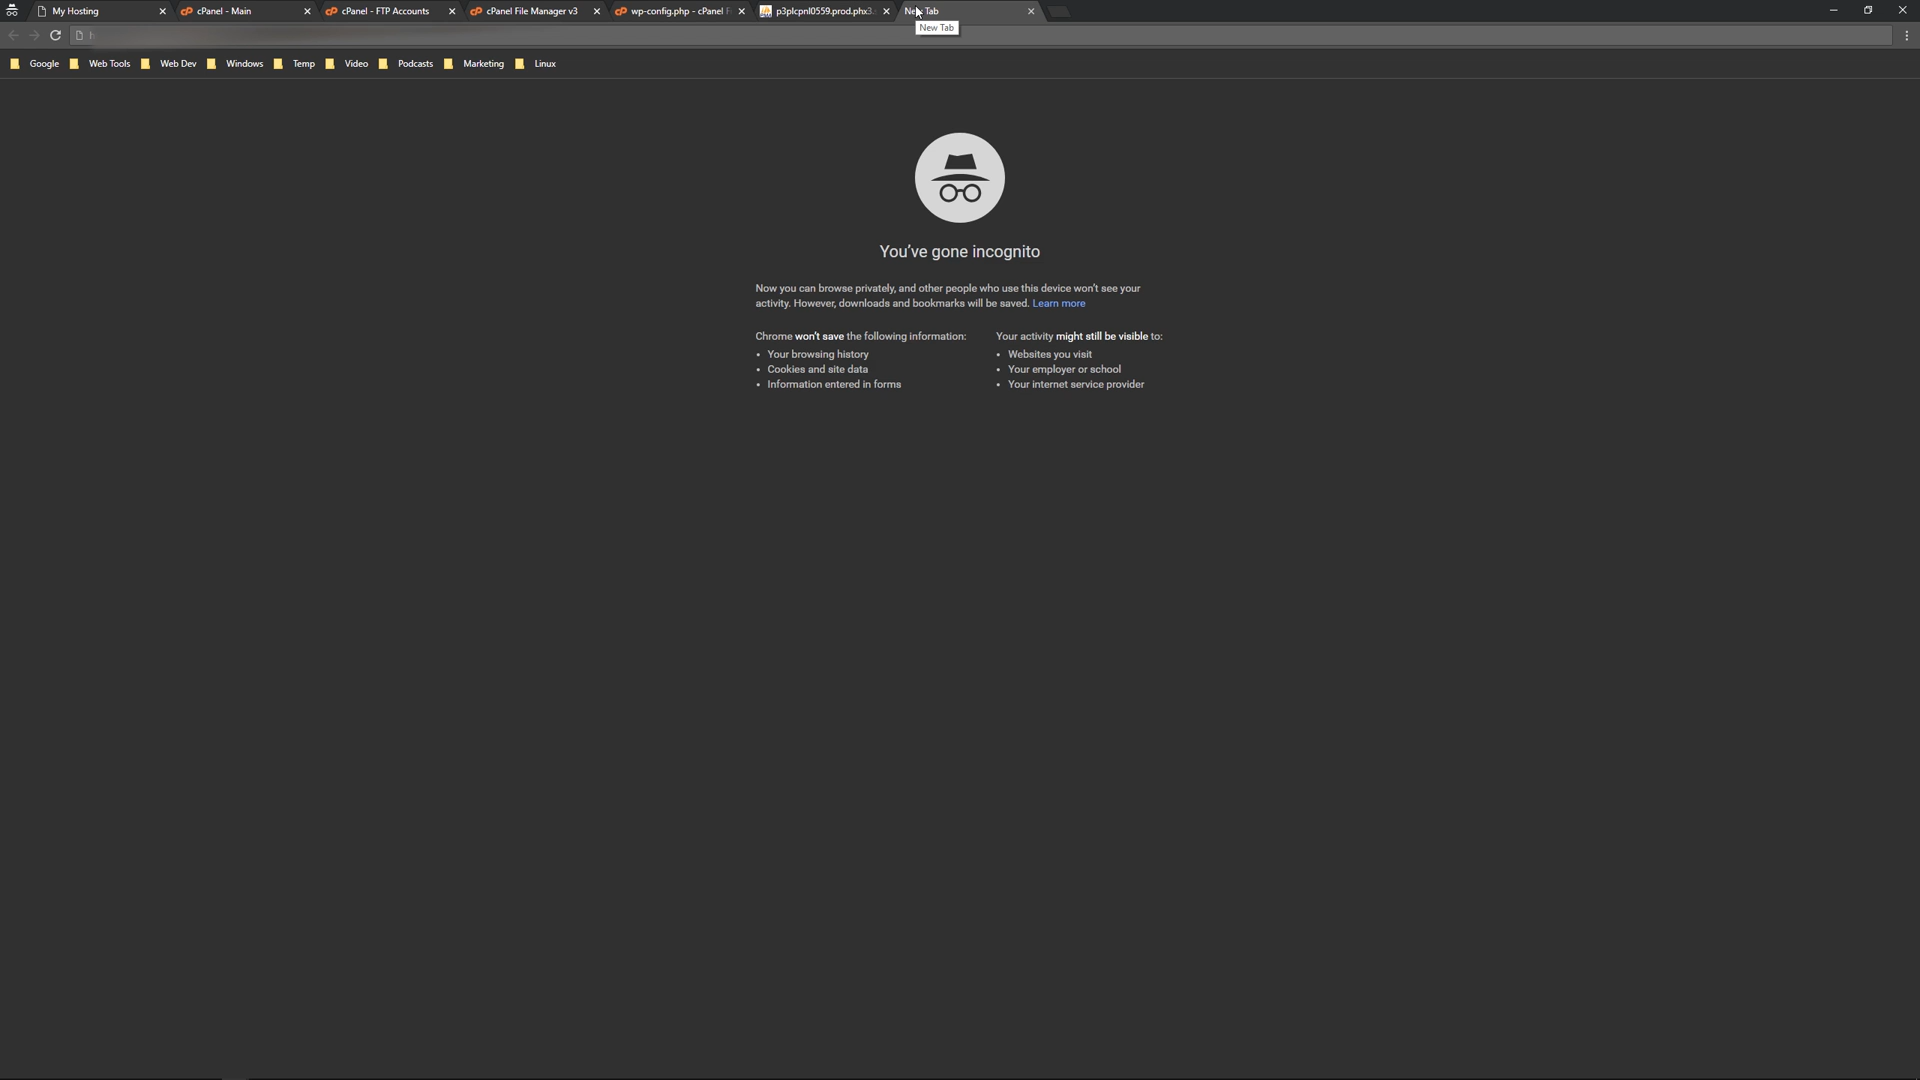 My Hosting
cPanel - Main
cPanel - FTP Accounts
cPanel File Manager v3
wp-config.php - cPanel F
p3plcpnl0559.prod.phx3.
New Tab
New Tab
Google Web Tools Web Dev Windows Temp Video Podcasts Marketing Linux
You've gone incognito
Now you can browse privately, and other people who use this device won't see your
activity. However, downloads and bookmarks will be saved. Learn more
Chrome won't save the following information:
• Your browsing history
• Cookies and site data
• Information entered in forms
Your activity might still be visible to:
• Websites you visit
• Your employer or school
• Your internet service provider